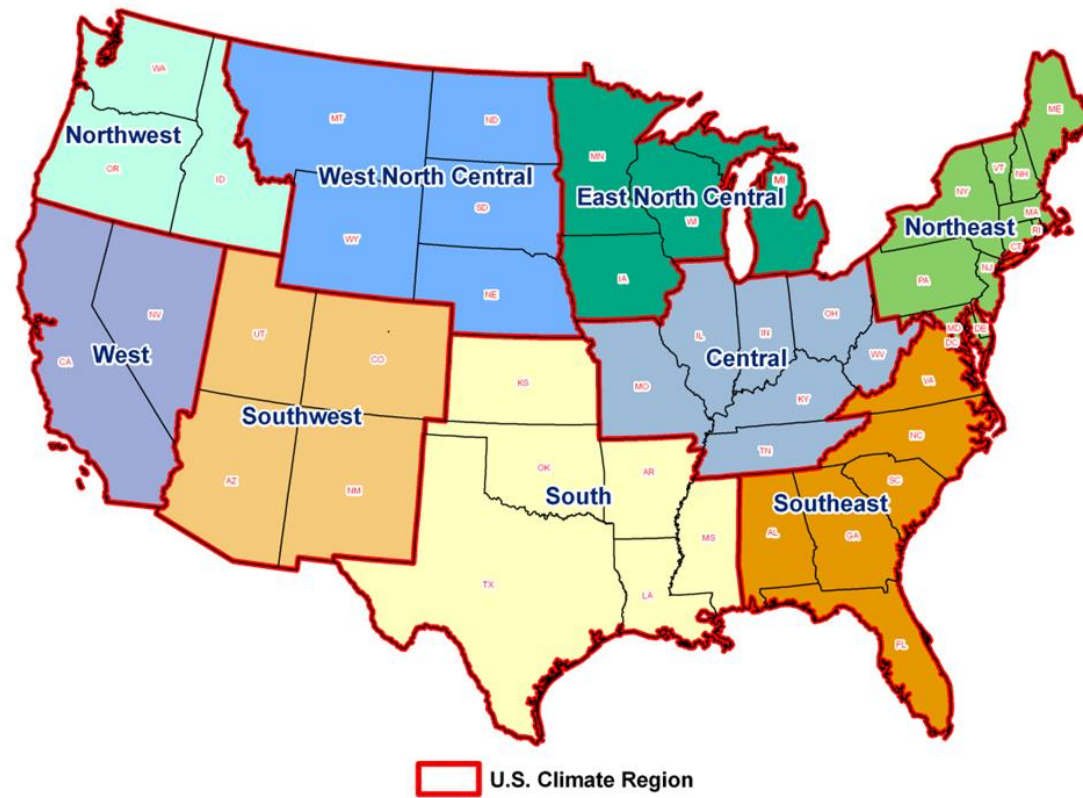 WA
Northwest
OR
ID
MT
ND
West North Central
SD
WY
NE
MN
East North Central
WI
MI
IA
ME
VT
NH
NY
MA
Northeast
RI
CT
PA
NJ
MD
DE
DC
NV
CA
West
UT
CO
Southwest
AZ
NM
KS
OK
AR
South
MS
TX
LA
OH
IL
IN
Central
WV
MO
KY
TN
VA
NC
SC
Southeast
AL
GA
FL
U.S. Climate Region